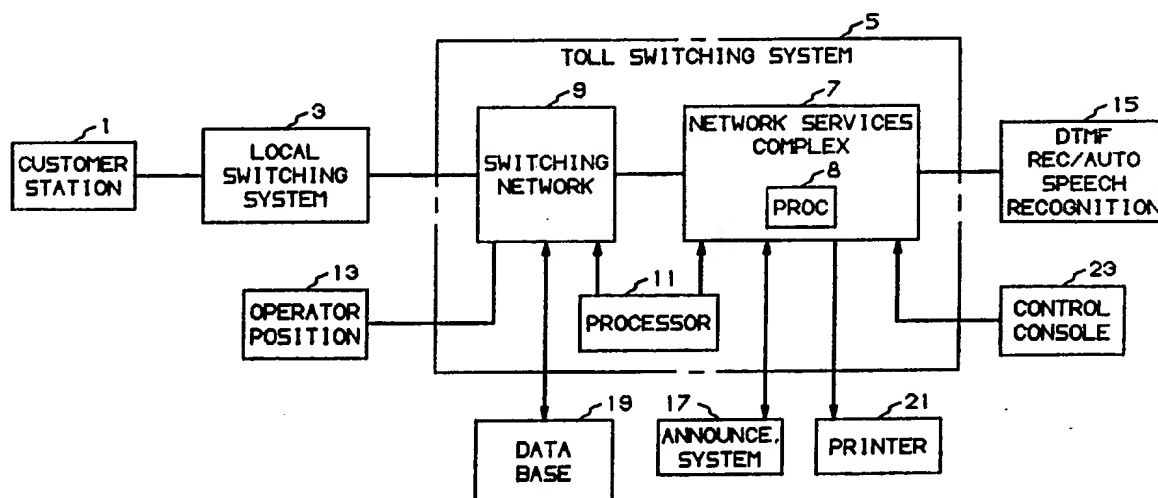 5
TOLL SWITCHING SYSTEM
1
CUSTOMER
STATION
3
LOCAL
SWITCHING
SYSTEM
9
SWITCHING
NETWORK
7
NETWORK SERVICES
COMPLEX
8
PROC
15
DTMF
REC/AUTO
SPEECH
RECOGNITION
13
OPERATOR
POSITION
11
PROCESSOR
23
CONTROL
CONSOLE
19
DATA
BASE
17
ANNOUNCE.
SYSTEM
21
PRINTER